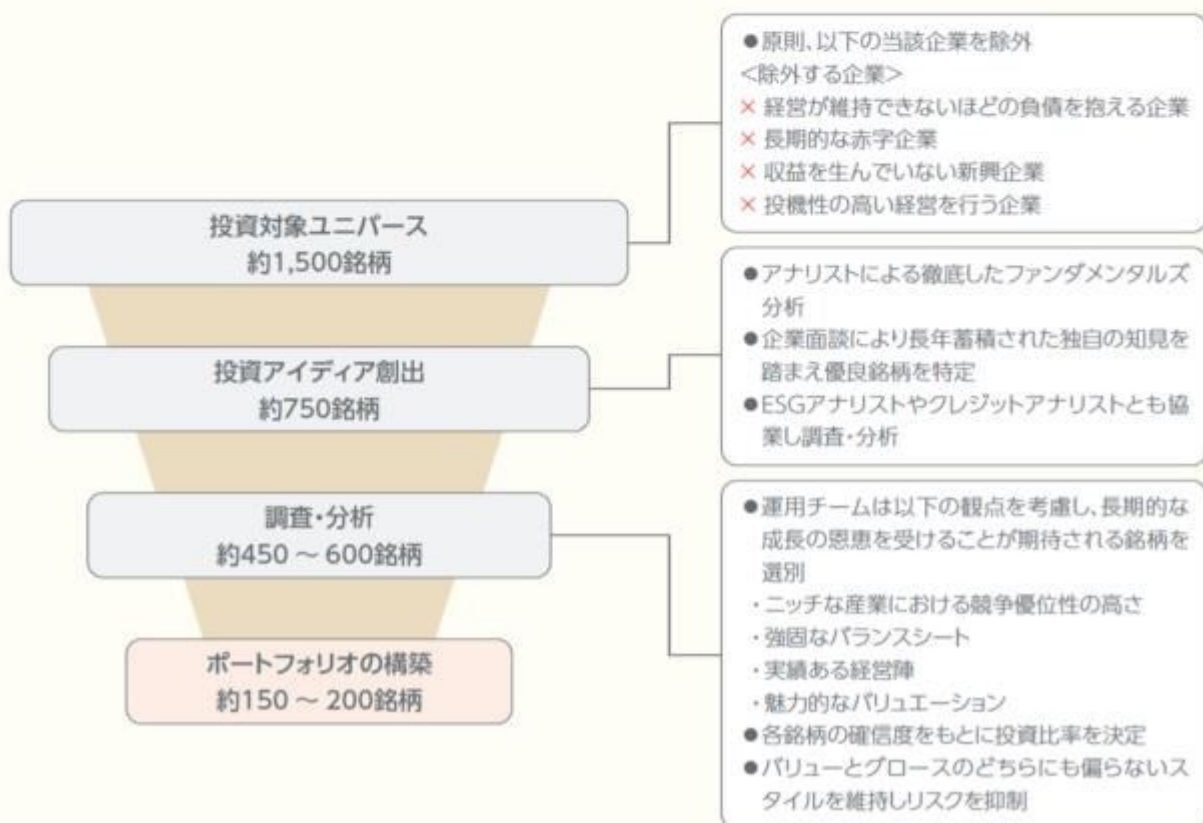 投資対象ユニバース
約1,500銘柄
投資アイディア創出
約750銘柄
調査・分析
約450 ～ 600銘柄
ポートフォリオの構築
約150 ～ 200銘柄
●原則、以下の当該企業を除外
＜除外する企業＞
× 経営が維持できないほどの負債を抱える企業
× 長期的な赤字企業
× 収益を生んでいない新興企業
× 投機性の高い経営を行う企業
●アナリストによる徹底したファンダメンタルズ
分析
●企業面談により長年蓄積された独自の知見を
踏まえ優良銘柄を特定
●ESGアナリストやクレジットアナリストとも協
業し調査・分析
●運用チームは以下の観点を考慮し、長期的な
成長の恩恵を受けることが期待される銘柄を
選別
・ニッチな産業における競争優位性の高さ
・強固なバランスシート
・実績ある経営陣
・魅力的なバリュエーション
●各銘柄の確信度をもとに投資比率を決定
●バリューとグロースのどちらにも偏らないス
タイルを維持しリスクを抑制